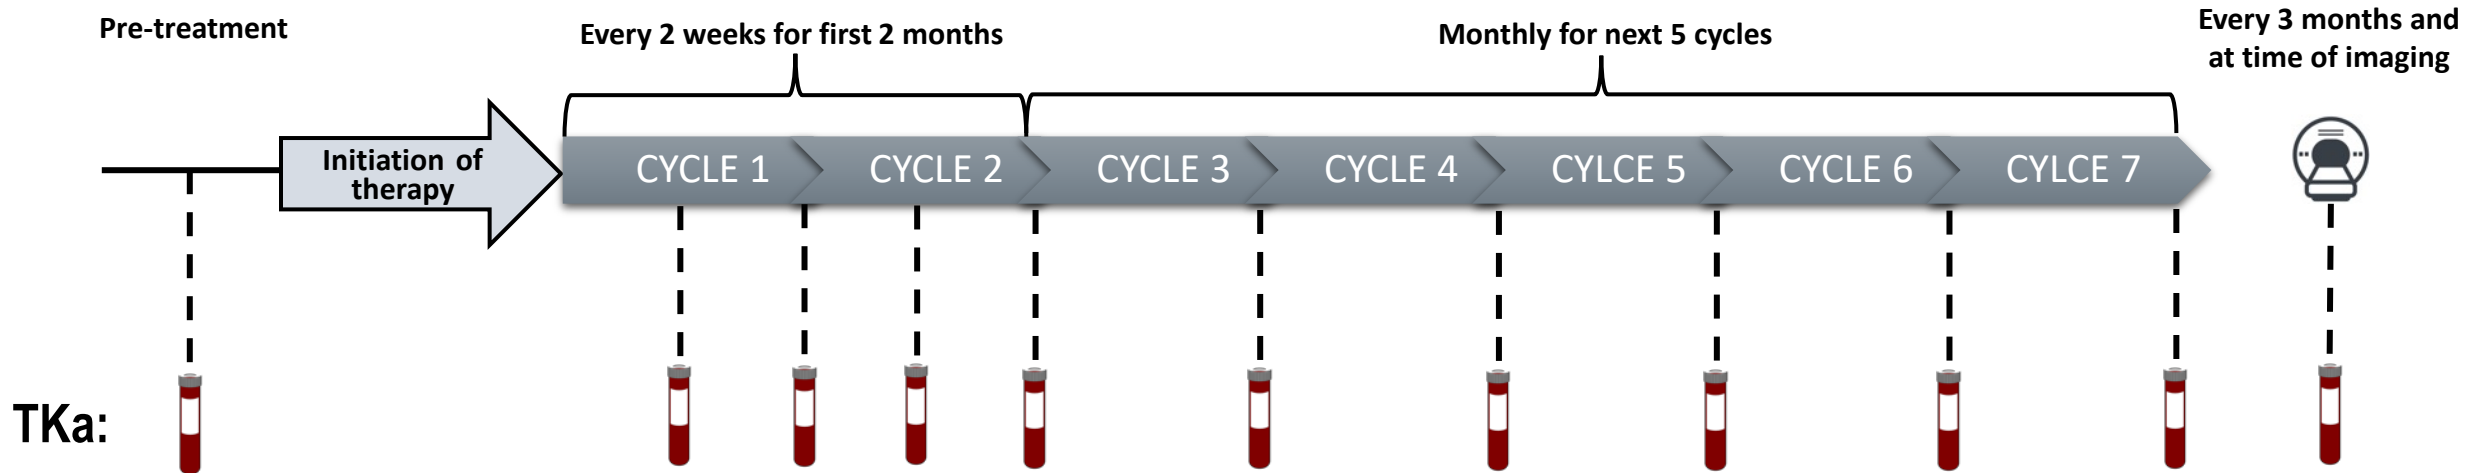 Pre-treatment
Every 2 weeks for first 2 months
Monthly for next 5 cycles
Every 3 months and
at time of imaging
Initiation of
therapy
CYCLE 1
CYCLE 2
CYCLE 3
CYCLE 4
CYLCE 5
CYCLE 6
CYLCE 7
TKa: